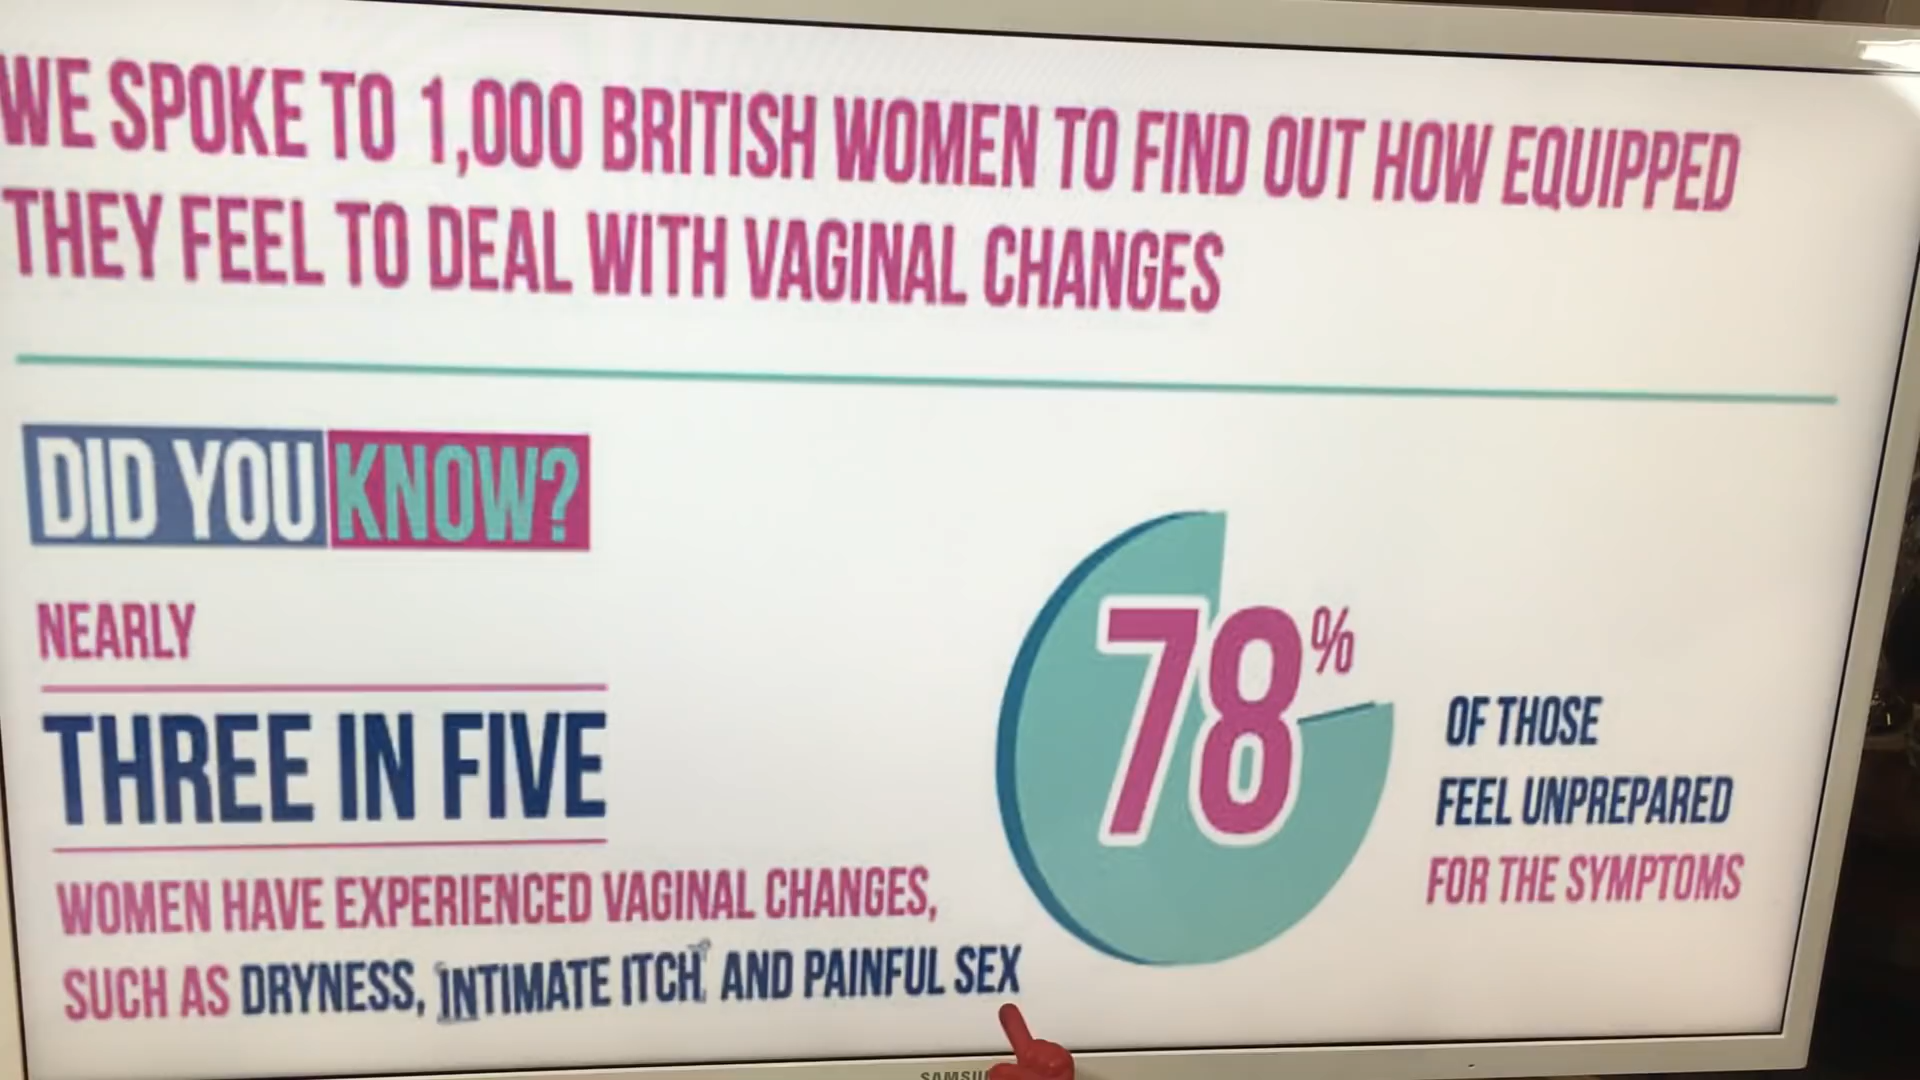 WE SPOKE TO 1,000 BRITISH WOMEN TO FIND OUT HOW EQUIPPED
THEY FEEL TO DEAL WITH VAGINAL CHANGES
DID YOU KNOW?
NEARLY
THREE IN FIVE
WOMEN HAVE EXPERIENCED VAGINAL CHANGES,
SUCH AS DRYNESS, INTIMATE ITCH AND PAINFUL SEX
78%
OF THOSE
FEEL UNPREPARED
FOR THE SYMPTOMS